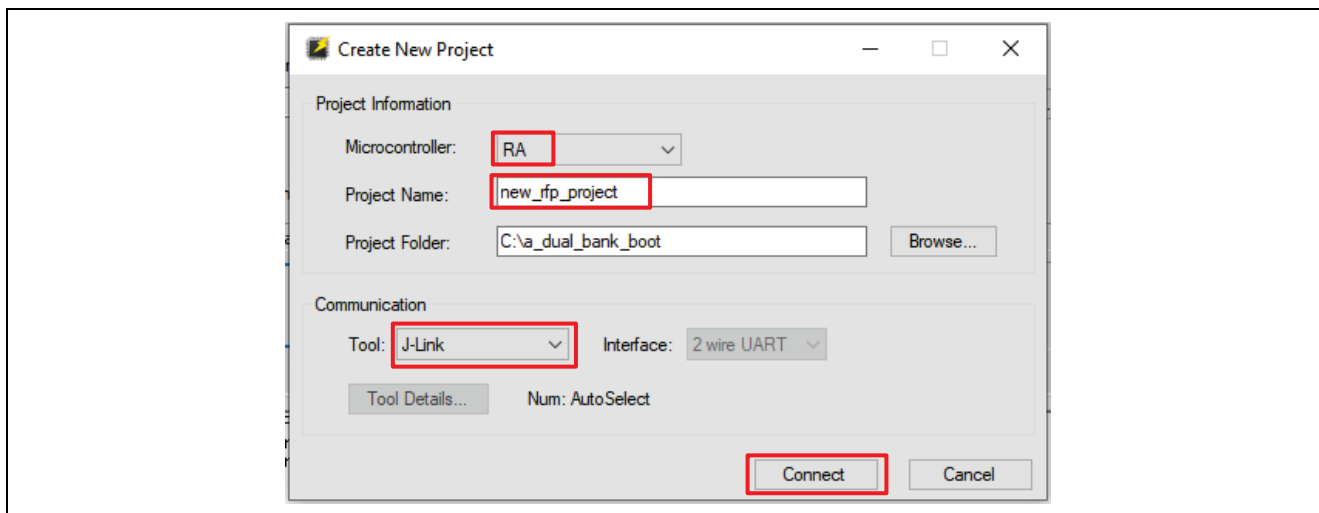 Create New Project
Project Information
Microcontroller: RA
Project Name: new_rfp_project
Project Folder: C:\a_dual_bank_boot Browse...
Communication
Tool: J-Link Interface: 2 wire UART
Tool Details... Num: AutoSelect
Connect Cancel